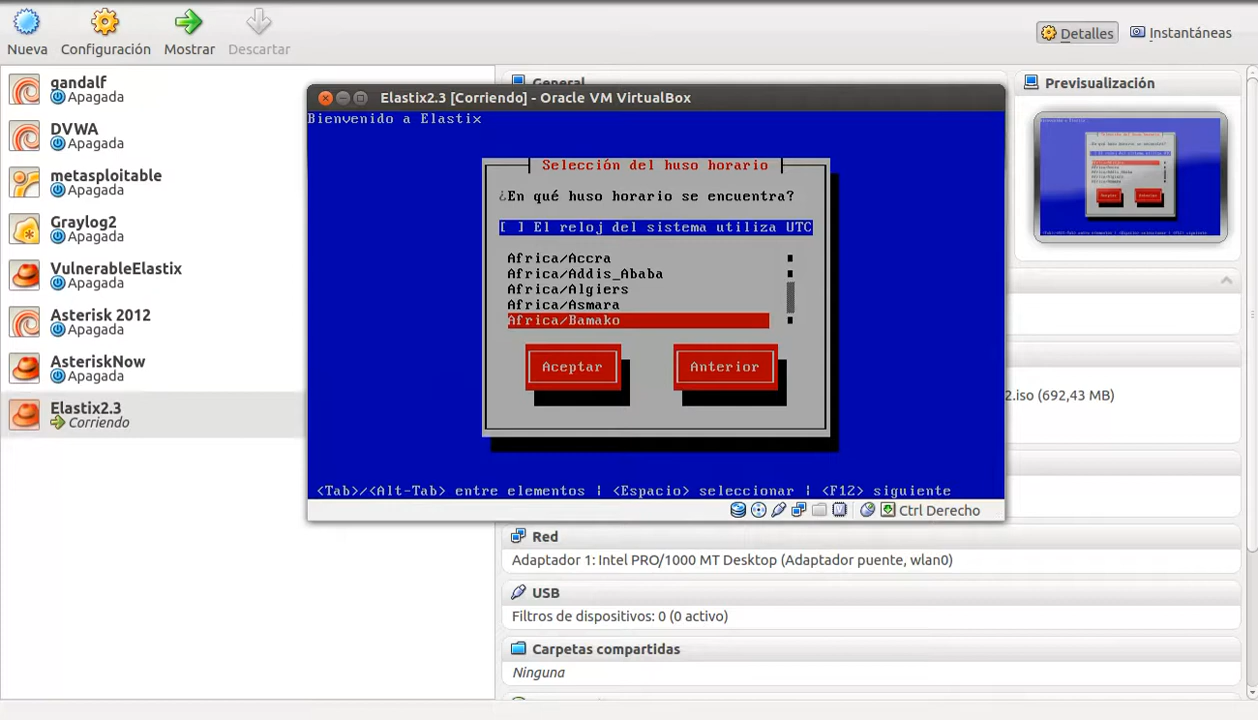 Nueva
Configuración
Mostrar
Descartar
Detalles
Instantáneas
gandalf
Apagada
DVWA
Apagada
metasploitable
Apagada
Graylog2
Apagada
VulnerableElastix
Apagada
Asterisk 2012
Apagada
AsteriskNow
Apagada
Elastix2.3
Corriendo
General
Previsualización
Elastix2.3 [Corriendo] - Oracle VM VirtualBox
Bienvenido a Elastix
Selección del huso horario
¿En qué huso horario se encuentra?
[ ] El reloj del sistema utiliza UTC
Africa/Accra
Africa/Addis_Ababa
Africa/Algiers
Africa/Asmara
Africa/Bamako
Aceptar
Anterior
<Tab>/<Alt-Tab> entre elementos | <Espacio> seleccionar | <F12> siguiente
Ctrl Derecho
2.iso (692,43 MB)
Red
Adaptador 1: Intel PRO/1000 MT Desktop (Adaptador puente, wlan0)
USB
Filtros de dispositivos: 0 (0 activo)
Carpetas compartidas
Ninguna